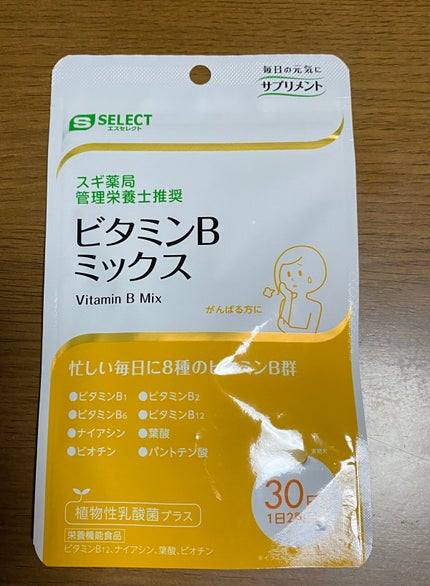 毎日の元気に
サプリメント
S SELECT
エスセレクト
スギ薬局
管理栄養士推奨
ビタミンB
ミックス
Vitamin B Mix
がんばる方に
忙しい毎日に8種のビタミンB群
●ビタミンB1 ●ビタミンB2
●ビタミンB6 ●ビタミンB12
●ナイアシン ●葉酸
●ビオチン ●パントテン酸
実物大
30日
1日2
植物性乳酸菌プラス
栄養機能食品
ビタミンB12、ナイアシン、葉酸、ビオチン